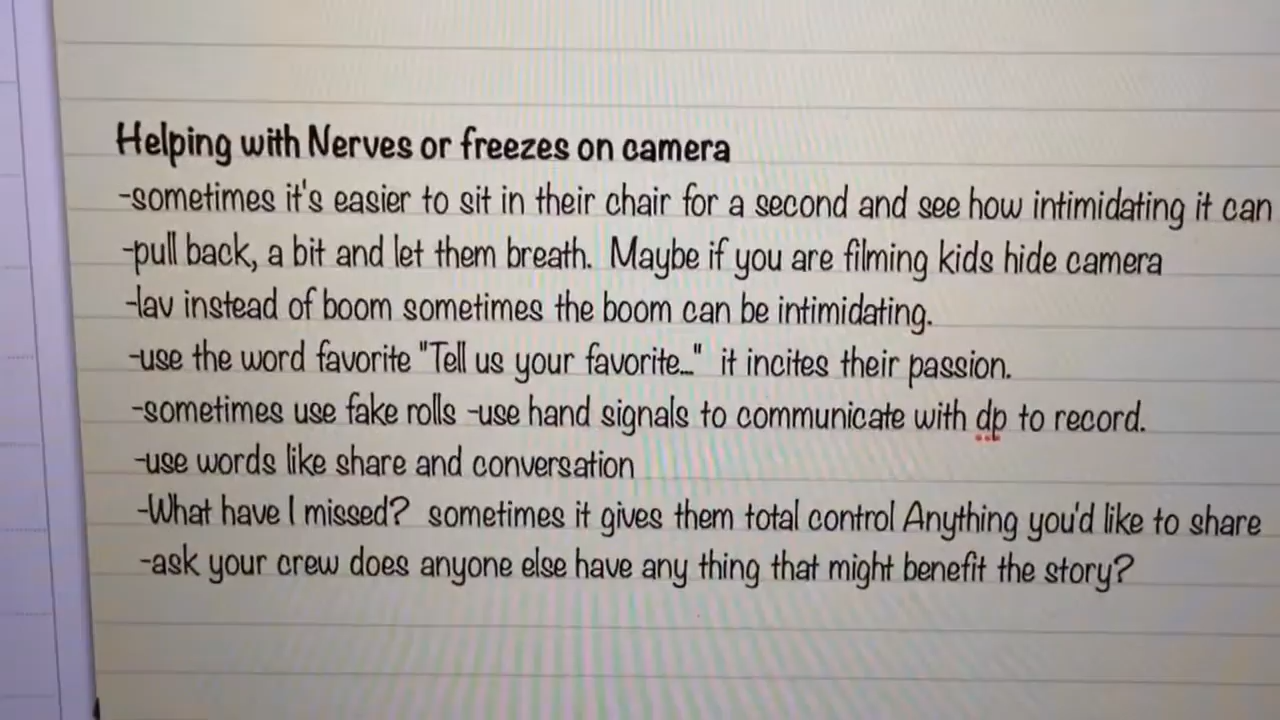 Helping with Nerves or freezes on camera
-sometimes it's easier to sit in their chair for a second and see how intimidating it can
-pull back, a bit and let them breath.  Maybe if you are filming kids hide camera
-lav instead of boom sometimes the boom can be intimidating.
-use the word favorite "Tell us your favorite..."  it incites their passion.
-sometimes use fake rolls -use hand signals to communicate with dp to record.
-use words like share and conversation
-What have I missed?  sometimes it gives them total control Anything you'd like to share
-ask your crew does anyone else have any thing that might benefit the story?